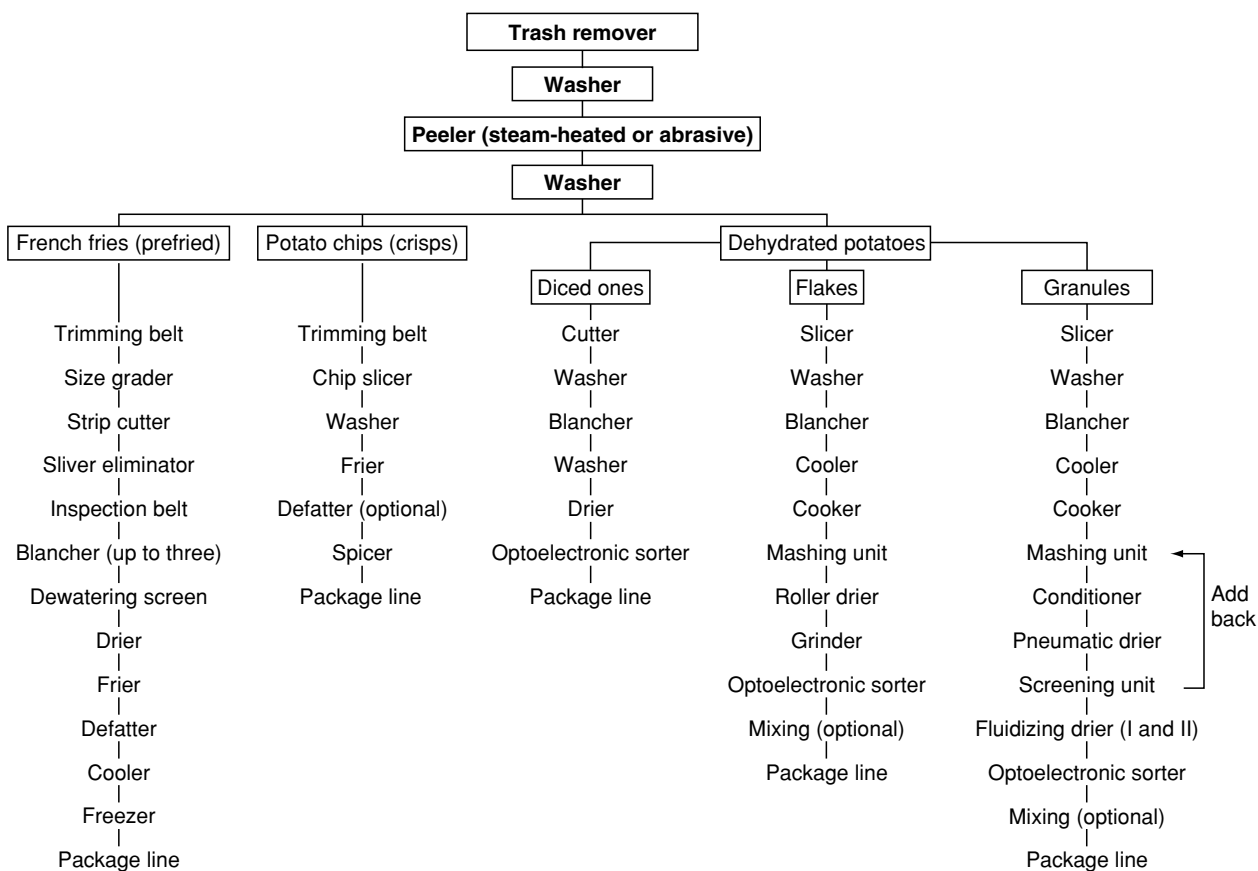 Trash remover
Washer
Peeler (steam-heated or abrasive)
Washer
French fries (prefried)
Potato chips (crisps)
Dehydrated potatoes
Diced ones
Flakes
Granules
Trimming belt
Size grader
Strip cutter
Sliver eliminator
Inspection belt
Blancher (up to three)
Dewatering screen
Drier
Frier
Defatter
Cooler
Freezer
Package line
Trimming belt
Chip slicer
Washer
Frier
Defatter (optional)
Spicer
Package line
Cutter
Washer
Blancher
Washer
Drier
Optoelectronic sorter
Package line
Slicer
Washer
Blancher
Cooler
Cooker
Mashing unit
Roller drier
Grinder
Optoelectronic sorter
Mixing (optional)
Package line
Slicer
Washer
Blancher
Cooler
Cooker
Mashing unit
Conditioner
Pneumatic drier
Screening unit
Fluidizing drier (I and II)
Optoelectronic sorter
Mixing (optional)
Package line
Add
back